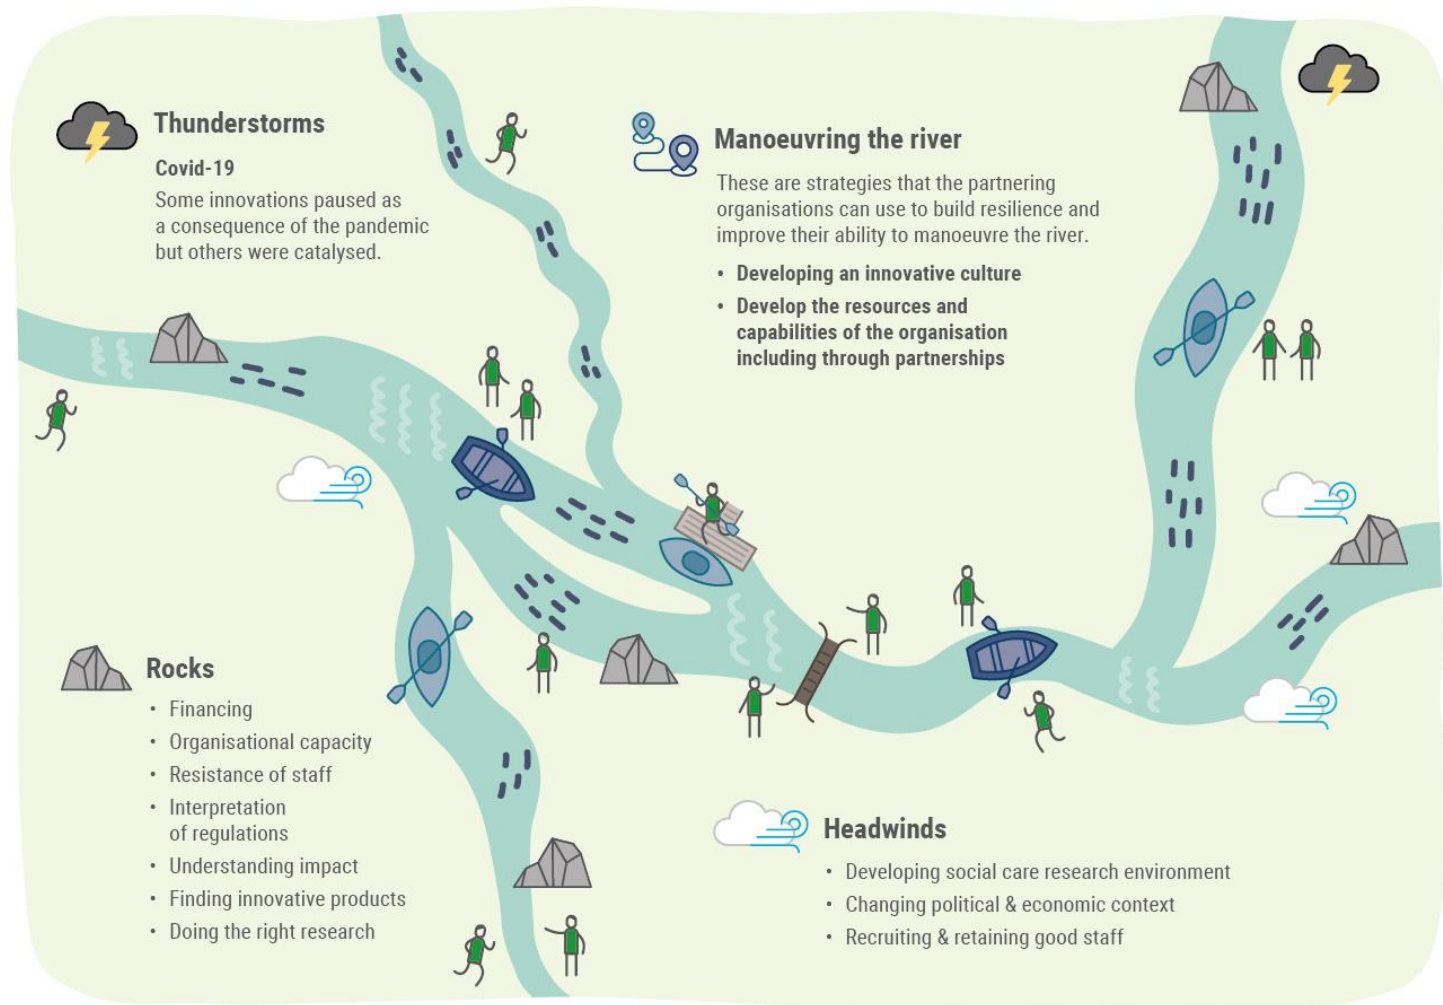 Thunderstorms
Covid-19
Some innovations paused as
a consequence of the pandemic
but others were catalysed.
Manoeuvring the river
These are strategies that the partnering
organisations can use to build resilience and
improve their ability to manoeuvre the river.
• Developing an innovative culture
• Develop the resources and
capabilities of the organisation
including through partnerships
Rocks
• Financing
• Organisational capacity
• Resistance of staff
• Interpretation
of regulations
• Understanding impact
• Finding innovative products
• Doing the right research
Headwinds
• Developing social care research environment
• Changing political & economic context
• Recruiting & retaining good staff